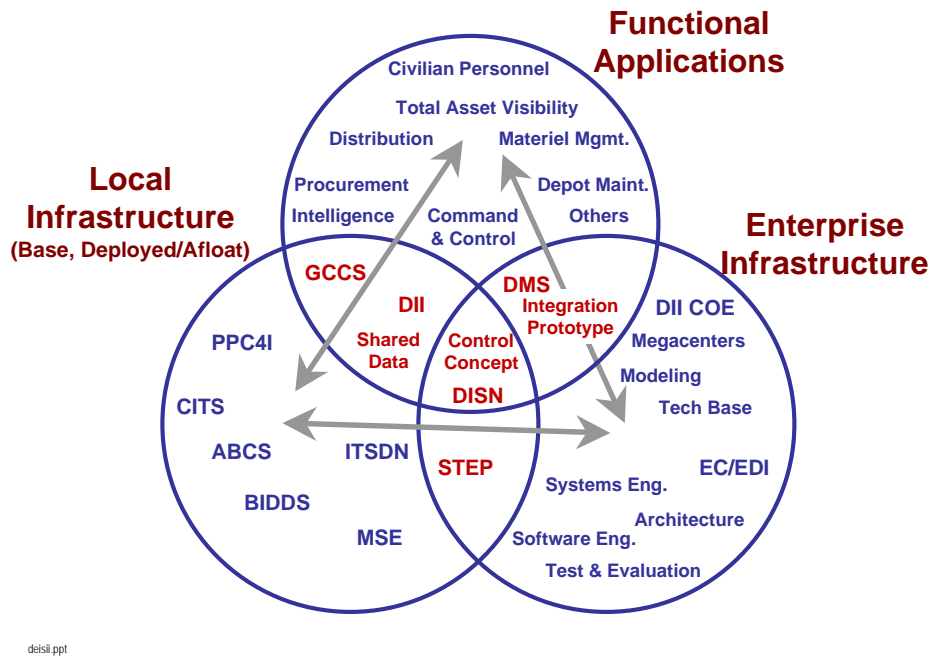 Functional
Applications
Civilian Personnel
Total Asset Visibility
Distribution
Materiel Mgmt.
Local
Infrastructure
(Base, Deployed/Afloat)
Procurement
Depot Maint.
Intelligence
Command
& Control
Others
Enterprise
Infrastructure
GCCS
DMS
DII
Integration
Prototype
DII COE
PPC4I
Shared
Data
Control
Concept
Megacenters
Modeling
CITS
DISN
Tech Base
ABCS
ITSDN
STEP
EC/EDI
Systems Eng.
BIDDS
Architecture
MSE
Software Eng.
Test & Evaluation
deisii.ppt